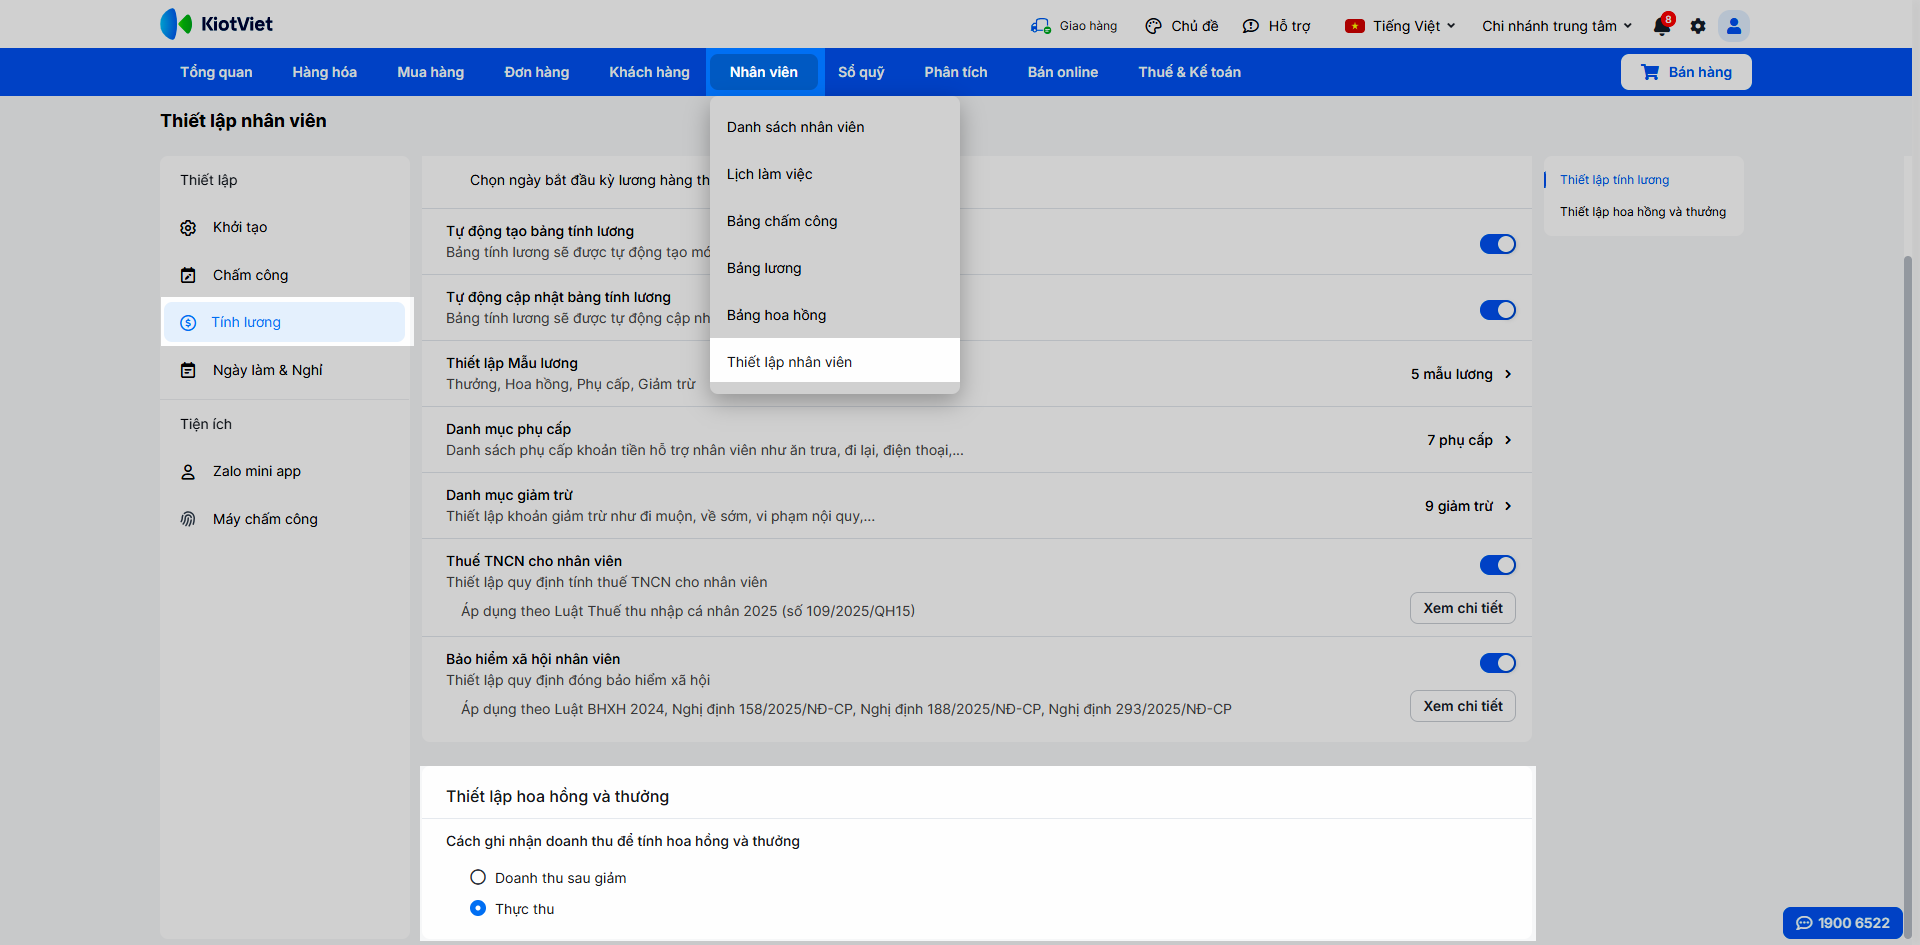 KiotViet
Giao hàng
Chủ đề
Hỗ trợ
Tiếng Việt
Chi nhánh trung tâm
8
Tổng quan
Hàng hóa
Mua hàng
Đơn hàng
Khách hàng
Nhân viên
Sổ quỹ
Phân tích
Bán online
Thuế & Kế toán
Bán hàng
Thiết lập nhân viên
Danh sách nhân viên
Lịch làm việc
Bảng chấm công
Bảng lương
Bảng hoa hồng
Thiết lập nhân viên
Thiết lập
Khởi tạo
Chấm công
Tính lương
Ngày làm & Nghỉ
Tiện ích
Zalo mini app
Máy chấm công
Chọn ngày bắt đầu kỳ lương hàng th
Tự động tạo bảng tính lương
Bảng tính lương sẽ được tự động tạo mớ
Tự động cập nhật bảng tính lương
Bảng tính lương sẽ được tự động cập nh
Thiết lập Mẫu lương
Thưởng, Hoa hồng, Phụ cấp, Giảm trừ
5 mẫu lương
Danh mục phụ cấp
Danh sách phụ cấp khoản tiền hỗ trợ nhân viên như ăn trưa, đi lại, điện thoại,...
7 phụ cấp
Danh mục giảm trừ
Thiết lập khoản giảm trừ như đi muộn, về sớm, vi phạm nội quy,...
9 giảm trừ
Thuế TNCN cho nhân viên
Thiết lập quy định tính thuế TNCN cho nhân viên
Áp dụng theo Luật Thuế thu nhập cá nhân 2025 (số 109/2025/QH15)
Xem chi tiết
Bảo hiểm xã hội nhân viên
Thiết lập quy định đóng bảo hiểm xã hội
Áp dụng theo Luật BHXH 2024, Nghị định 158/2025/NĐ-CP, Nghị định 188/2025/NĐ-CP, Nghị định 293/2025/NĐ-CP
Xem chi tiết
Thiết lập hoa hồng và thưởng
Cách ghi nhận doanh thu để tính hoa hồng và thưởng
Doanh thu sau giảm
Thực thu
Thiết lập tính lương
Thiết lập hoa hồng và thưởng
1900 6522